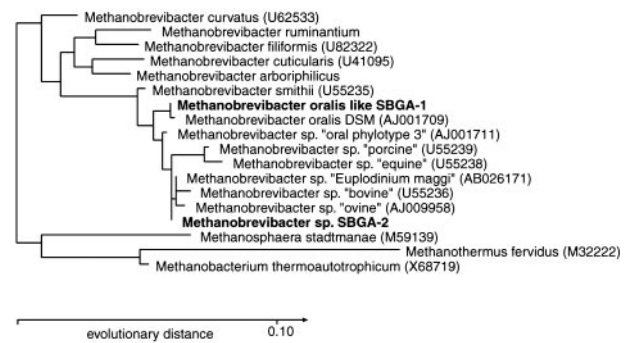 Methanobrevibacter curvatus (U62533)
Methanobrevibacter ruminantium
Methanobrevibacter filiformis (U82322)
Methanobrevibacter cuticularis (U41095)
Methanobrevibacter arboriphilicus
Methanobrevibacter smithii (U55235)
Methanobrevibacter oralis like SBGA-1
Methanobrevibacter oralis DSM (AJ001709)
Methanobrevibacter sp. "oral phylotype 3" (AJ001711)
Methanobrevibacter sp. "porcine" (U55239)
Methanobrevibacter sp. "equine" (U55238)
Methanobrevibacter sp. "Euplodinium maggi" (AB026171)
Methanobrevibacter sp. "bovine" (U55236)
Methanobrevibacter sp. "ovine" (AJ009958)
Methanobrevibacter sp. SBGA-2
Methanosphaera stadtmanae (M59139)
Methanothermus fervidus (M32222)
Methanobacterium thermoautotrophicum (X68719)
evolutionary distance 0.10